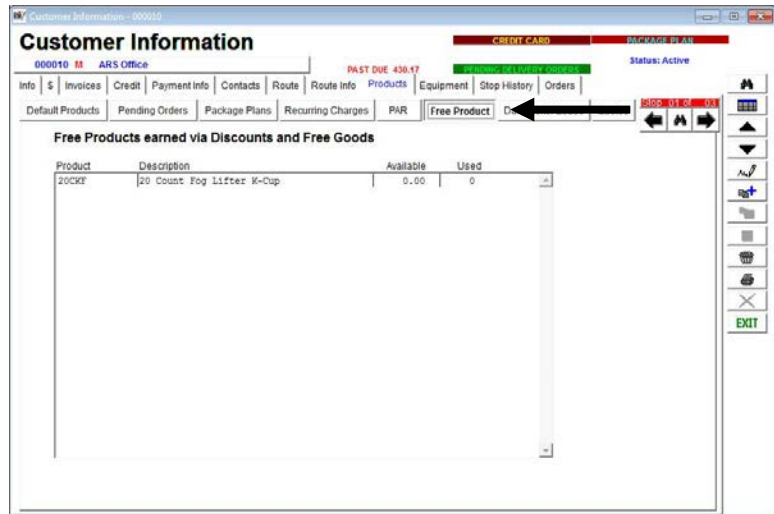 Customer Information - 000010
Customer Information
CREDIT CARD
PACKAGE PLAN
000010 M ARS Office
PAST DUE 430.17
PENDING DELIVERY ORDERS
Status: Active
Info $ Invoices Credit Payment Info Contacts Route Route Info Products Equipment Stop History Orders
Default Products Pending Orders Package Plans Recurring Charges PAR Free Product
Stop 01 of 03
Free Products earned via Discounts and Free Goods
Product Description Available Used
20CKF 20 Count Fog Lifter K-Cup 0.00 0
EXIT